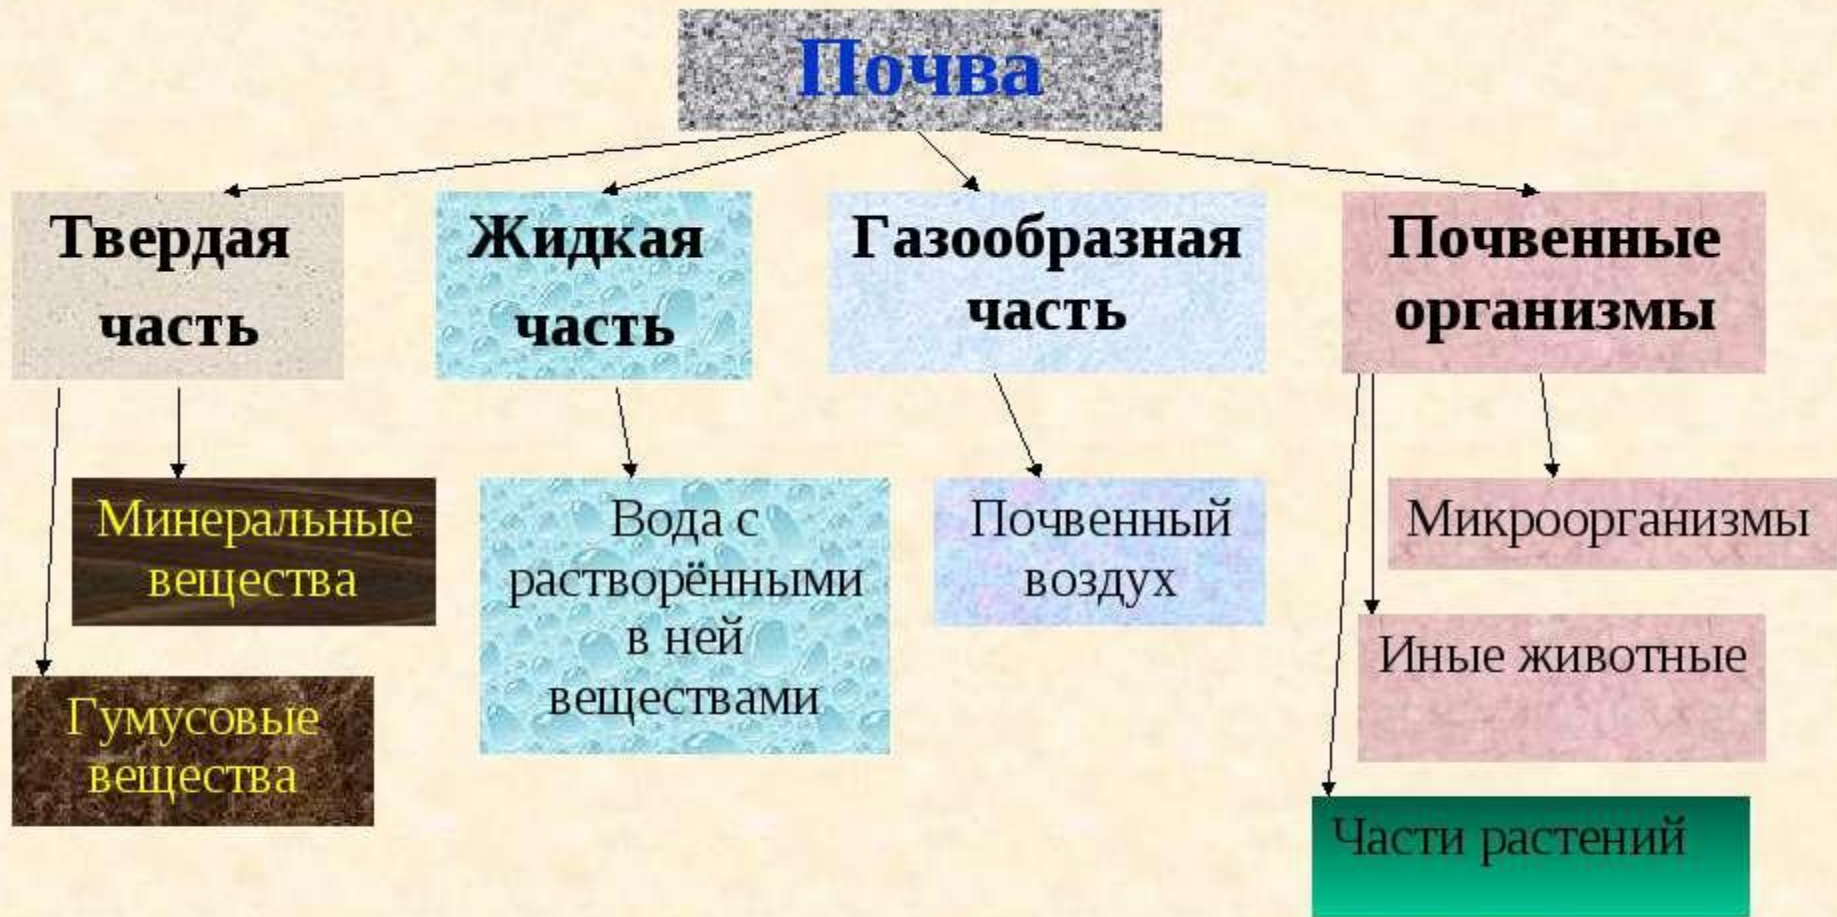 Почва
Твердая
часть
Жидкая
часть
Газообразная
часть
Почвенные
организмы
Минеральные
вещества
Гумусовые
вещества
Вода с
растворёнными
в ней
веществами
Почвенный
воздух
Микроорганизмы
Иные животные
Части растений